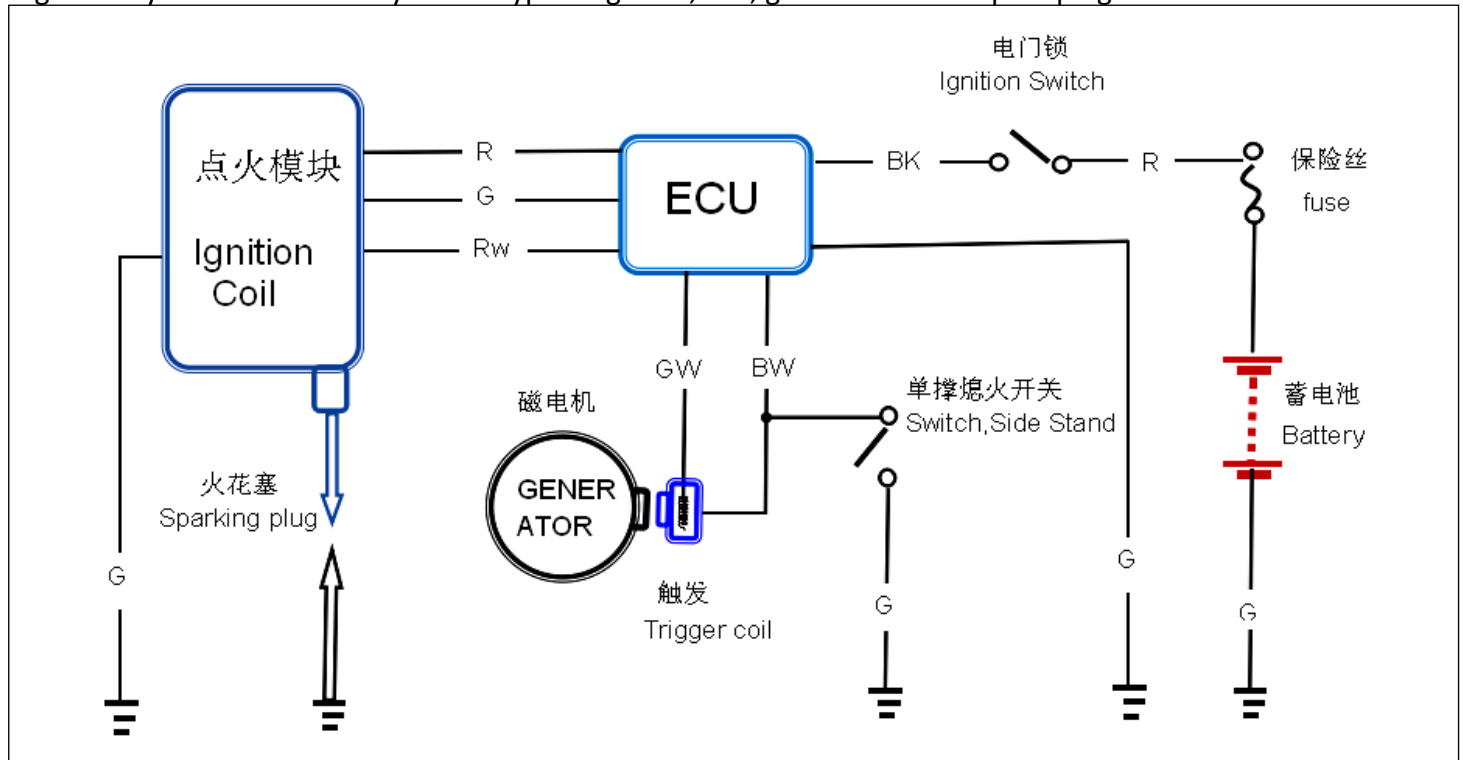 电门锁
Ignition Switch
点火模块
Ignition
Coil
R
G
Rw
ECU
BK
R
保险丝
fuse
GW
BW
磁电机
GENER
ATOR
单撑熄火开关
Switch,Side Stand
蓄电池
Battery
火花塞
Sparking plug
触发
Trigger coil
G
G
G
G